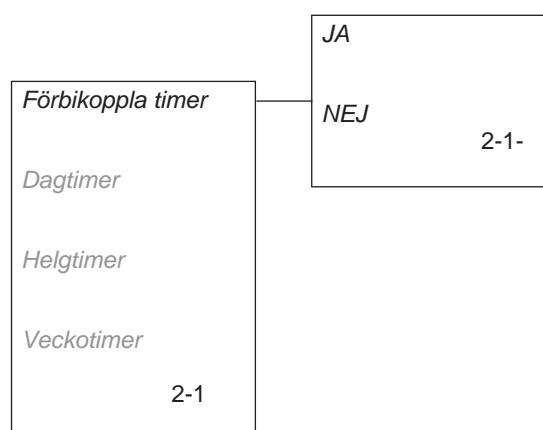 Förbikoppla timer
Dagtimer
Helgtimer
Veckotimer
2-1
JA
NEJ
2-1-